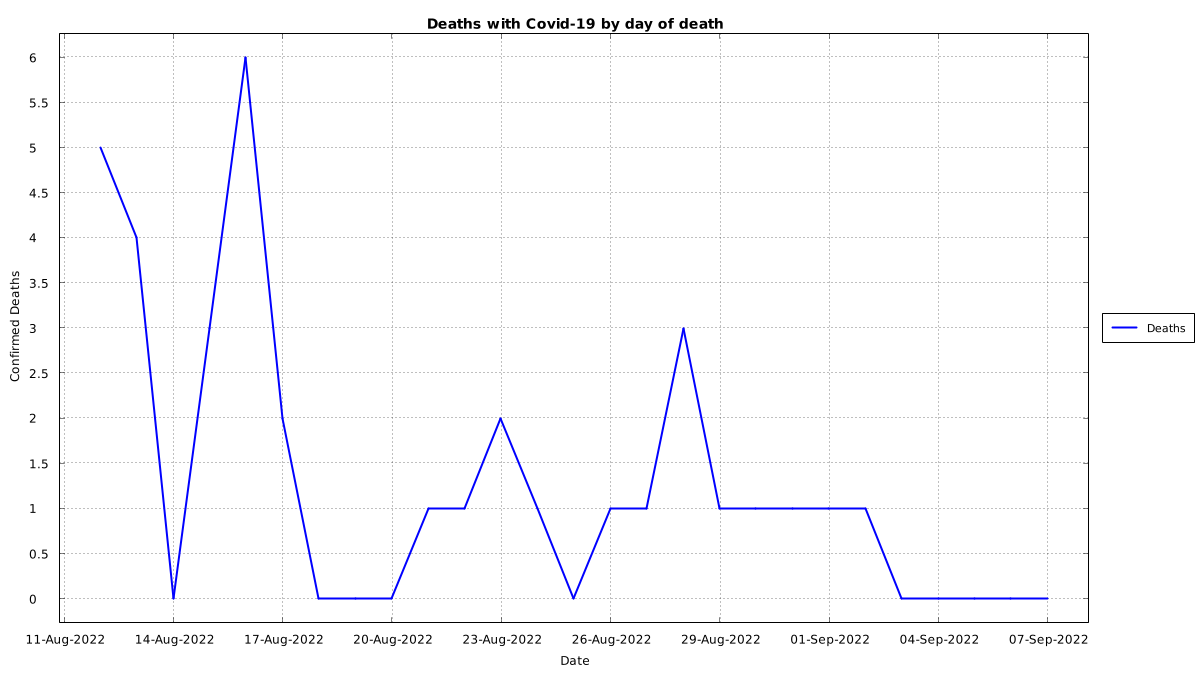 Deaths with Covid-19 by day of death
6
5.5
5
4.5
4
3.5
3
2.5
2
1.5
1
0.5
0
Confirmed Deaths
11-Aug-2022 14-Aug-2022 17-Aug-2022 20-Aug-2022 23-Aug-2022 26-Aug-2022 29-Aug-2022 01-Sep-2022 04-Sep-2022 07-Sep-2022
Date
Deaths